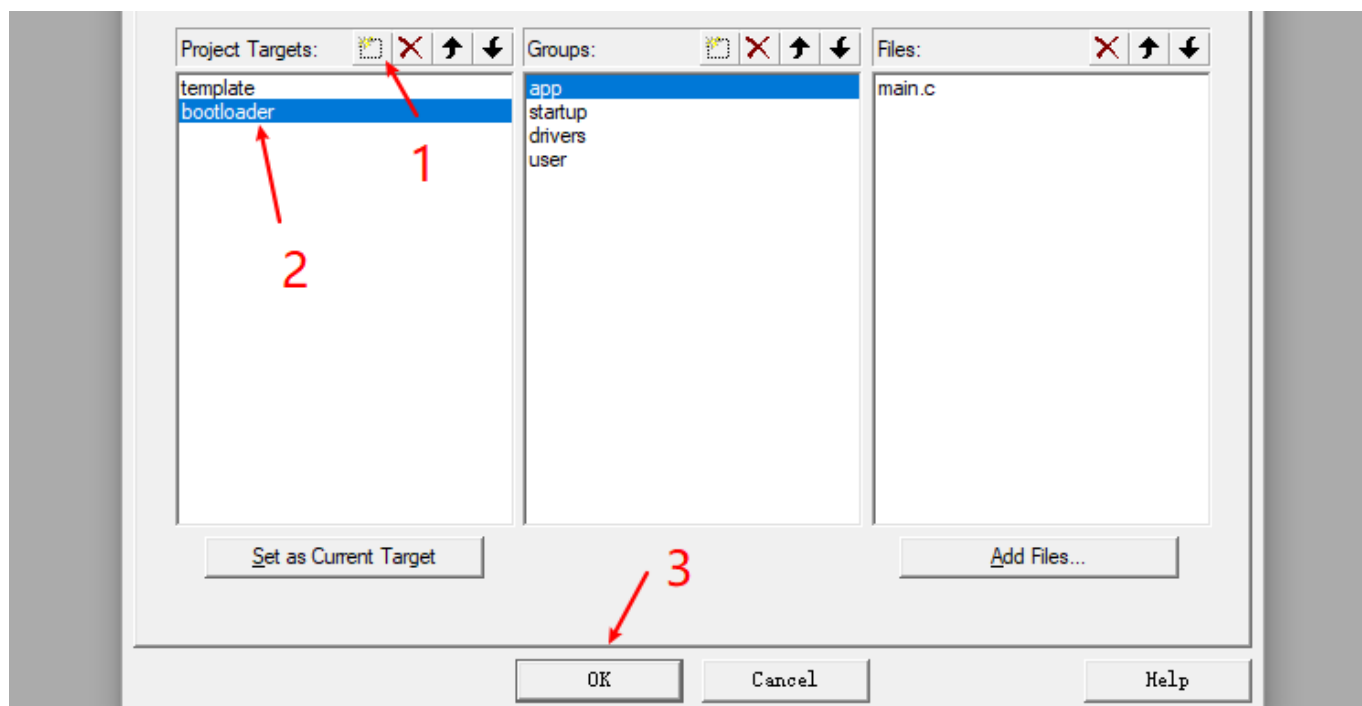 Project Targets:
Groups:
Files:
template
bootloader
app
startup
drivers
user
main.c
1
2
Set as Current Target
3
Add Files...
OK
Cancel
Help